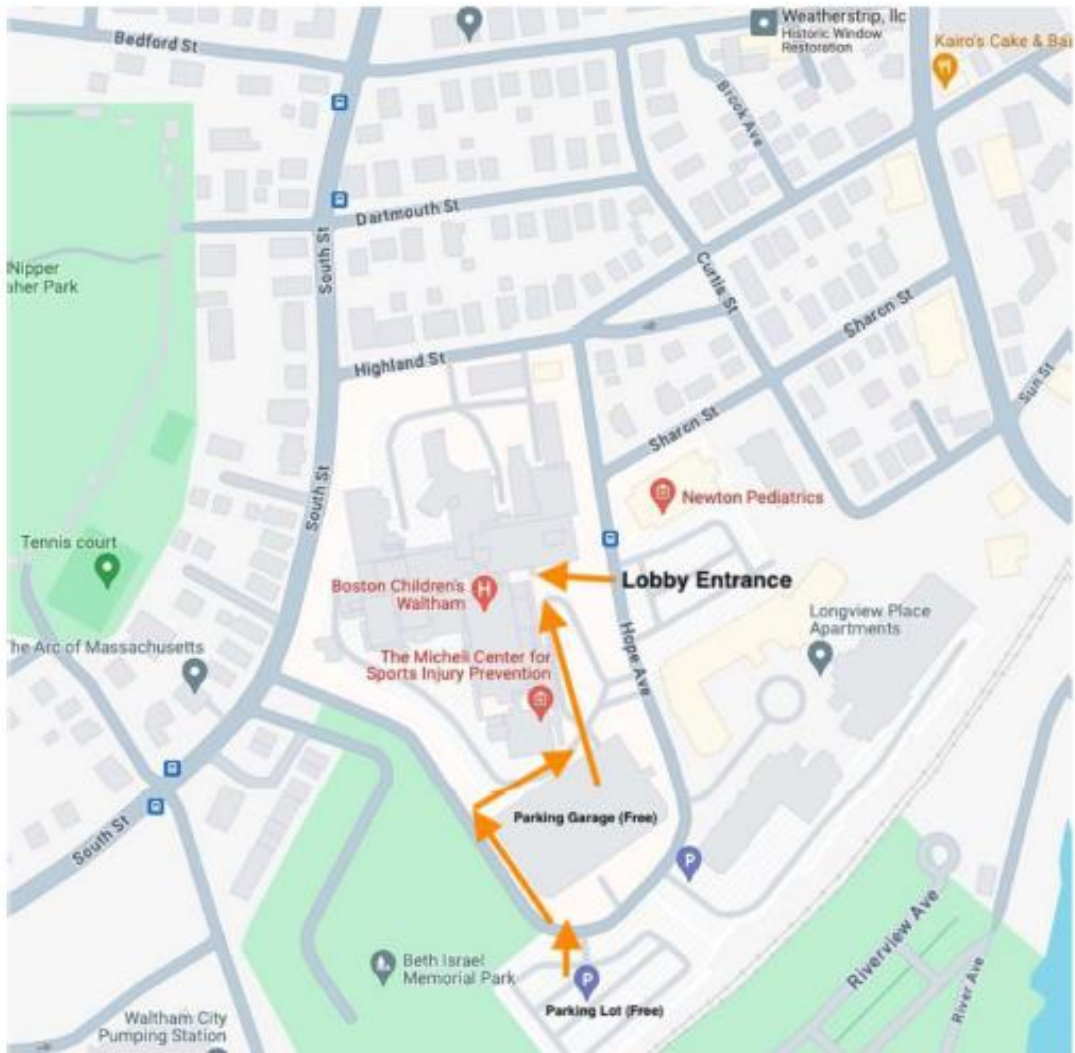 Weatherstrip, llc
Historic Window
Restoration
Bedford St
Kairo's Cake &
Brook Ave
Dartmouth St
South St
Nipper
aher Park
Curtis St
Sharon St
Highland St
Sun St
Sharon St
South St
Newton Pediatrics
Tennis court
Boston Children's
Waltham
H
Lobby Entrance
Longview Place
Apartments
The Arc of Massachusetts
The Micheli Center for
Sports Injury Prevention
Hope Ave
South St
Parking Garage (Free)
P
Riverview Ave
Beth Israel
Memorial Park
P
River Ave
Parking Lot (Free)
Waltham City
Pumping Station